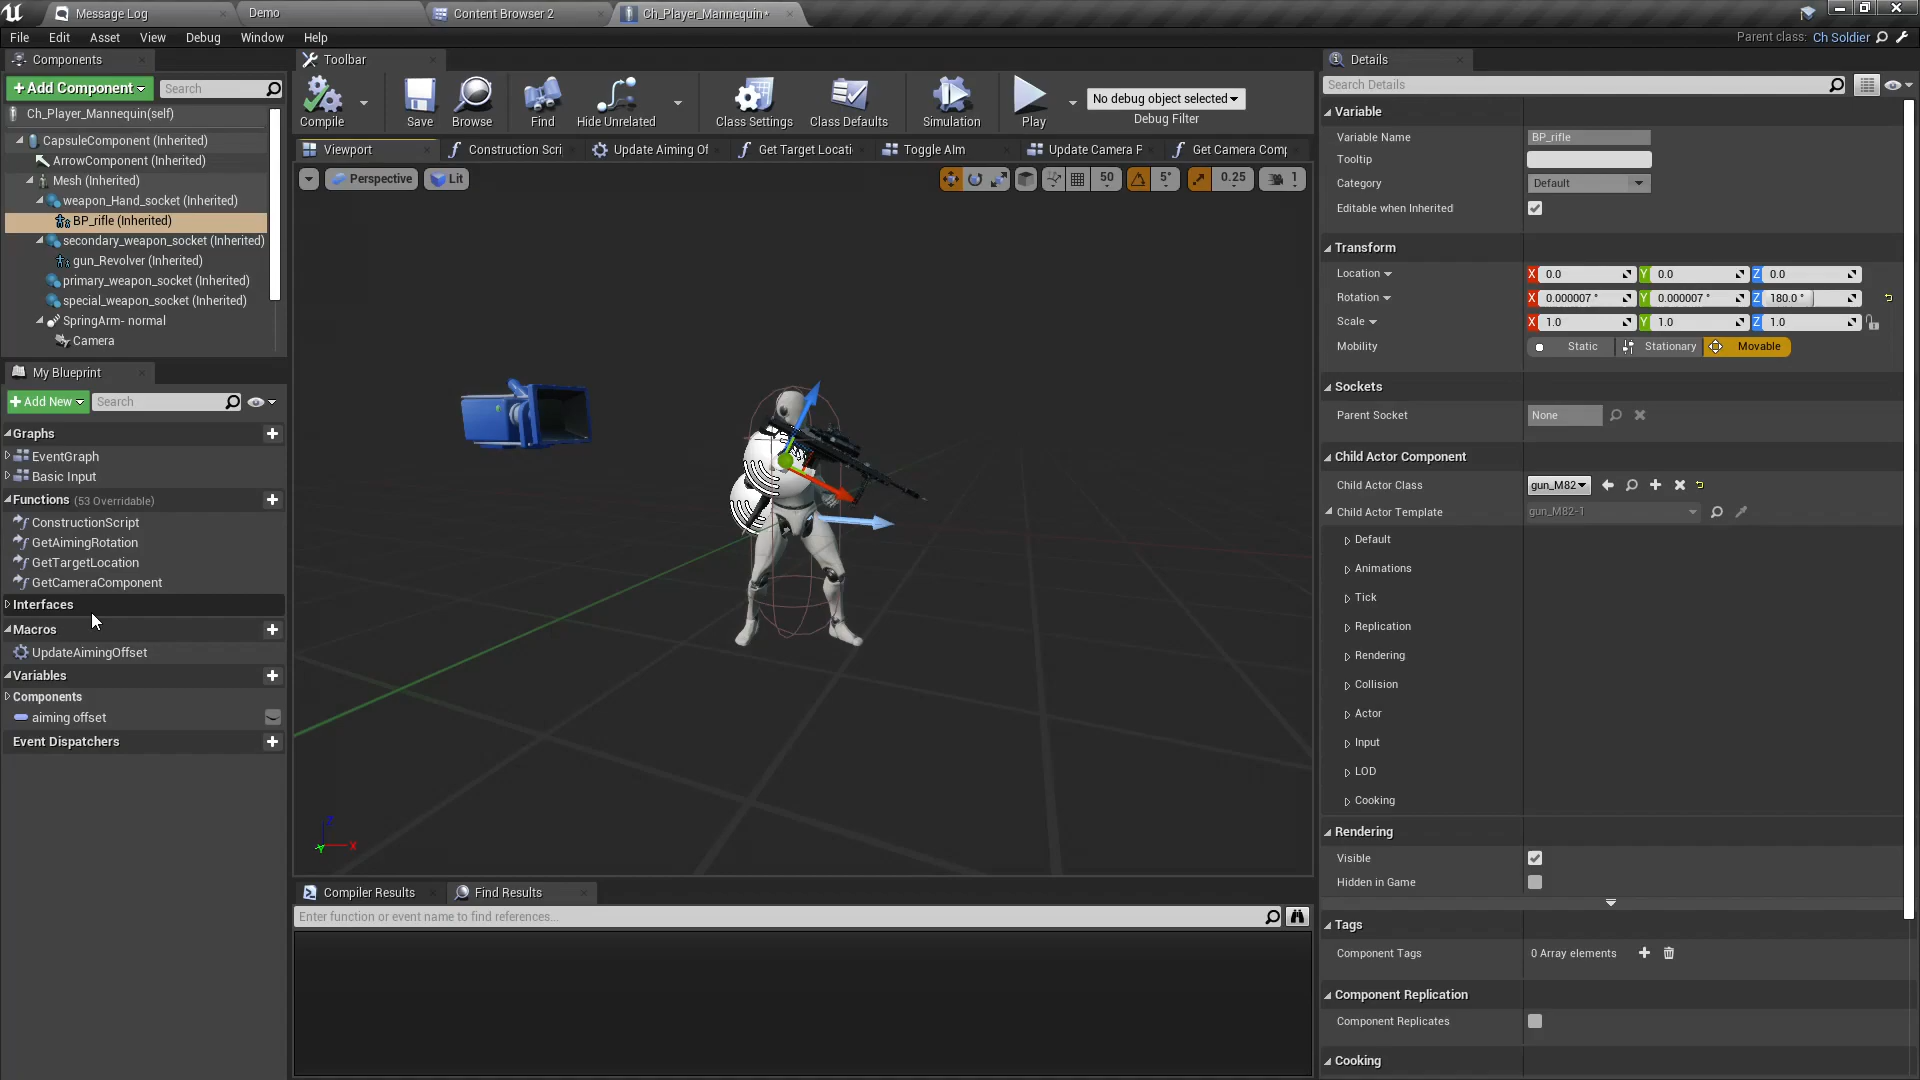 Message Log
Demo
Content Browser 2
Ch_Player_Mannequin*
File Edit Asset View Debug Window Help
Parent class: Ch Soldier
Components
+Add Component
Search
Ch_Player_Mannequin(self)
CapsuleComponent (Inherited)
ArrowComponent (Inherited)
Mesh (Inherited)
weapon_Hand_socket (Inherited)
BP_rifle (Inherited)
secondary_weapon_socket (Inherited)
gun_Revolver (Inherited)
primary_weapon_socket (Inherited)
special_weapon_socket (Inherited)
SpringArm- normal
Camera
My Blueprint
+Add New
Search
Graphs
EventGraph
Basic Input
Functions (53 Overridable)
ConstructionScript
GetAimingRotation
GetTargetLocation
GetCameraComponent
Interfaces
Macros
UpdateAimingOffset
Variables
Components
aiming offset
Event Dispatchers
Toolbar
Compile
Save
Browse
Find
Hide Unrelated
Class Settings
Class Defaults
Simulation
Play
No debug object selected
Debug Filter
Viewport
Construction Scri
Update Aiming Of
Get Target Locati
Toggle AIm
Update Camera F
Get Camera Comp
Perspective
Lit
50
5°
0.25
1
Z
X
Y
Compiler Results
Find Results
Enter function or event name to find references...
Details
Search Details
Variable
Variable Name BP_rifle
Tooltip
Category Default
Editable when Inherited
Transform
Location X 0.0 Y 0.0 Z 0.0
Rotation X 0.000007 ° Y 0.000007 ° Z 180.0 °
Scale X 1.0 Y 1.0 Z 1.0
Mobility Static Stationary Movable
Sockets
Parent Socket None
Child Actor Component
Child Actor Class gun_M82
Child Actor Template gun_M82-1
Default
Animations
Tick
Replication
Rendering
Collision
Actor
Input
LOD
Cooking
Rendering
Visible
Hidden in Game
Tags
Component Tags 0 Array elements
Component Replication
Component Replicates
Cooking